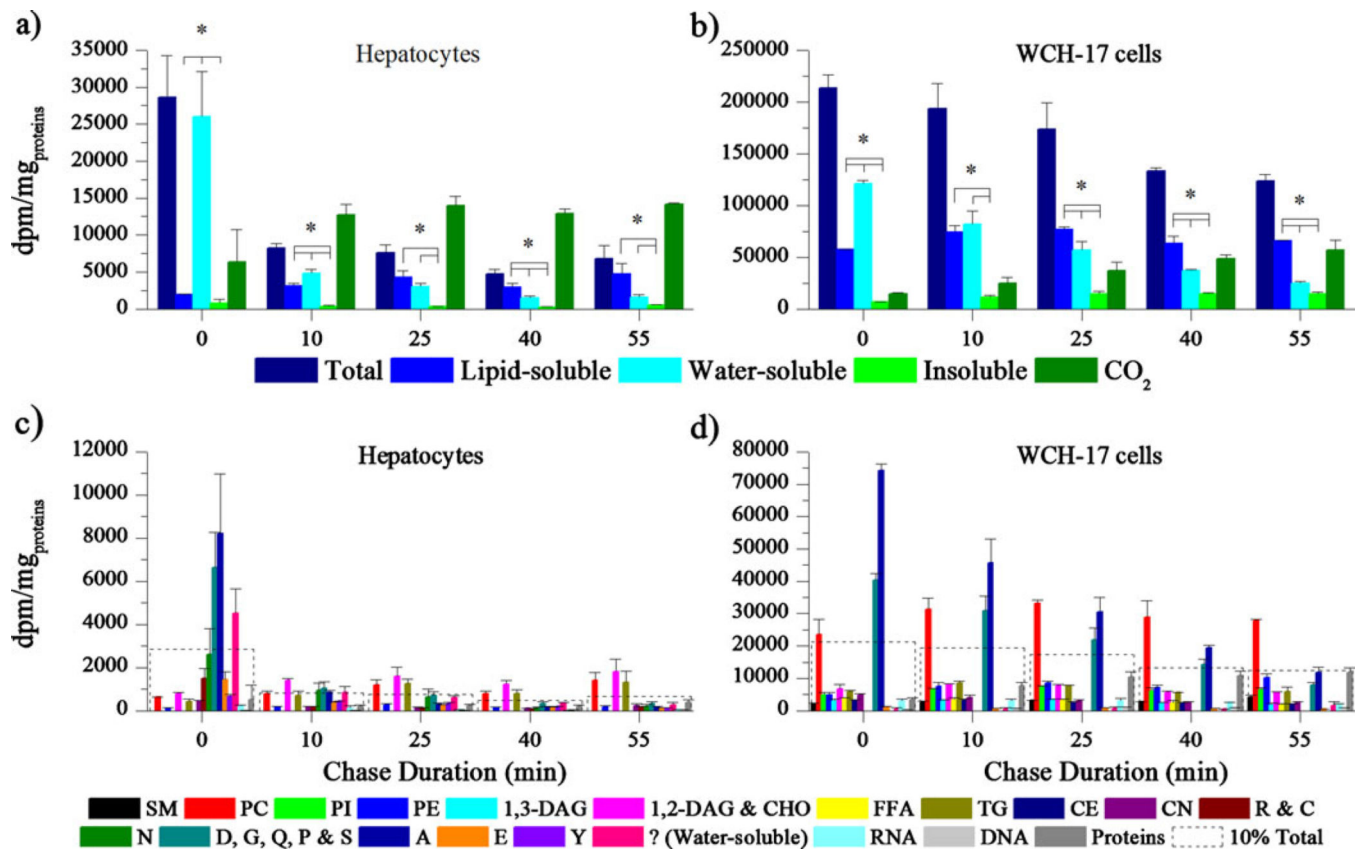 a)
Hepatocytes
35000
30000
25000
20000
15000
10000
5000
0
dpm/mg proteins
* * * * *
0 10 25 40 55
b)
WCH-17 cells
250000
200000
150000
100000
50000
0
* * * * *
0 10 25 40 55
Total Lipid-soluble Water-soluble Insoluble CO2
c)
Hepatocytes
12000
10000
8000
6000
4000
2000
0
dpm/mg proteins
0 10 25 40 55
Chase Duration (min)
d)
WCH-17 cells
80000
70000
60000
50000
40000
30000
20000
10000
0
0 10 25 40 55
Chase Duration (min)
SM PC PI PE 1,3-DAG 1,2-DAG & CHO FFA TG CE CN R & C
N D, G, Q, P & S A E Y ? (Water-soluble) RNA DNA Proteins 10% Total